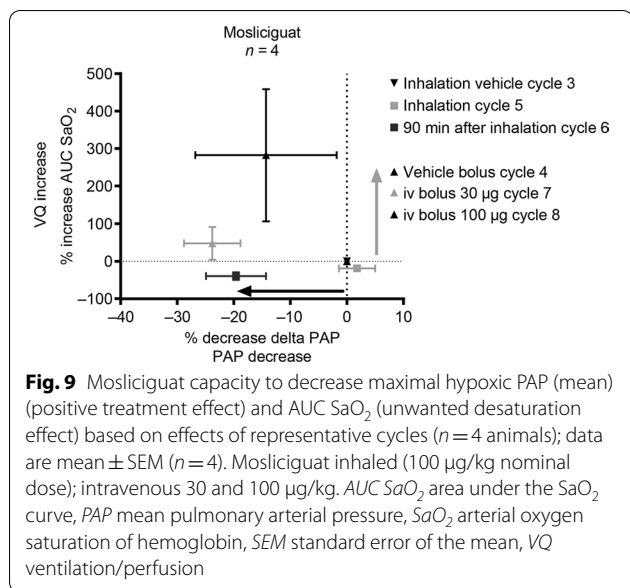 Mosliciguat
n = 4
500
400
300
200
100
0
−100
VQ increase
% increase AUC SaO₂
−40
−30
−20
−10
0
10
% decrease delta PAP
PAP decrease
Inhalation vehicle cycle 3
Inhalation cycle 5
90 min after inhalation cycle 6
Vehicle bolus cycle 4
iv bolus 30 µg cycle 7
iv bolus 100 µg cycle 8
Fig. 9 Mosliciguat capacity to decrease maximal hypoxic PAP (mean)
(positive treatment effect) and AUC SaO₂ (unwanted desaturation
effect) based on effects of representative cycles (n = 4 animals); data
are mean ± SEM (n = 4). Mosliciguat inhaled (100 µg/kg nominal
dose); intravenous 30 and 100 µg/kg. AUC SaO₂ area under the SaO₂
curve, PAP mean pulmonary arterial pressure, SaO₂ arterial oxygen
saturation of hemoglobin, SEM standard error of the mean, VQ
ventilation/perfusion